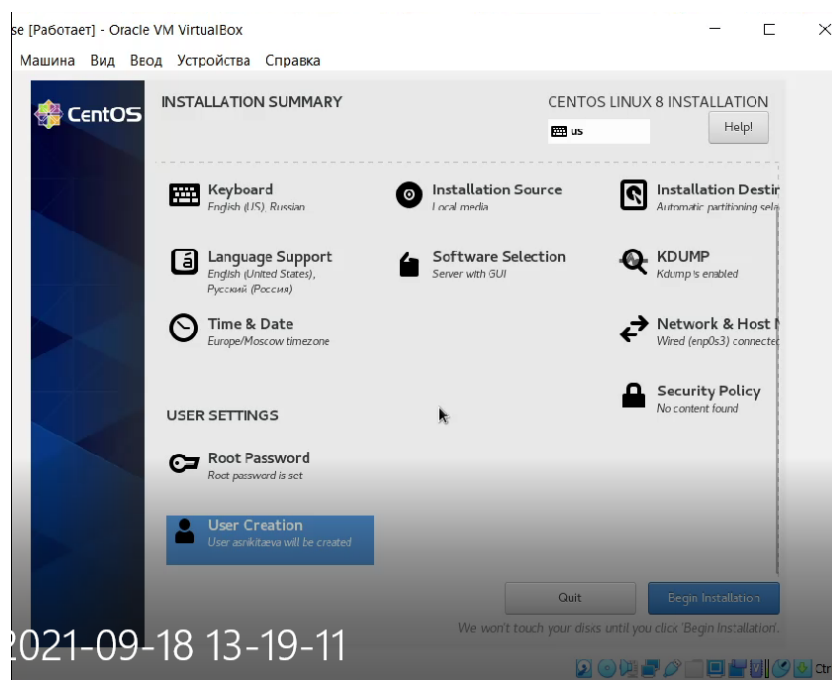 se [Работает] - Oracle VM VirtualBox
Машина Вид Ввод Устройства Справка
CentOS
INSTALLATION SUMMARY
CENTOS LINUX 8 INSTALLATION
us
Help!
Keyboard
English (US), Russian
Installation Source
Local media
Installation Destin
Automatic partitioning sele
Language Support
English (United States),
Русский (Россия)
Software Selection
Server with GUI
KDUMP
Kdump is enabled
Time & Date
Europe/Moscow timezone
Network & Host N
Wired (enp0s3) connected
Security Policy
No content found
USER SETTINGS
Root Password
Root password is set
User Creation
User asnikitaeva will be created
Quit
Begin Installation
We won't touch your disks until you click 'Begin Installation'.
2021-09-18 13-19-11
Ctr